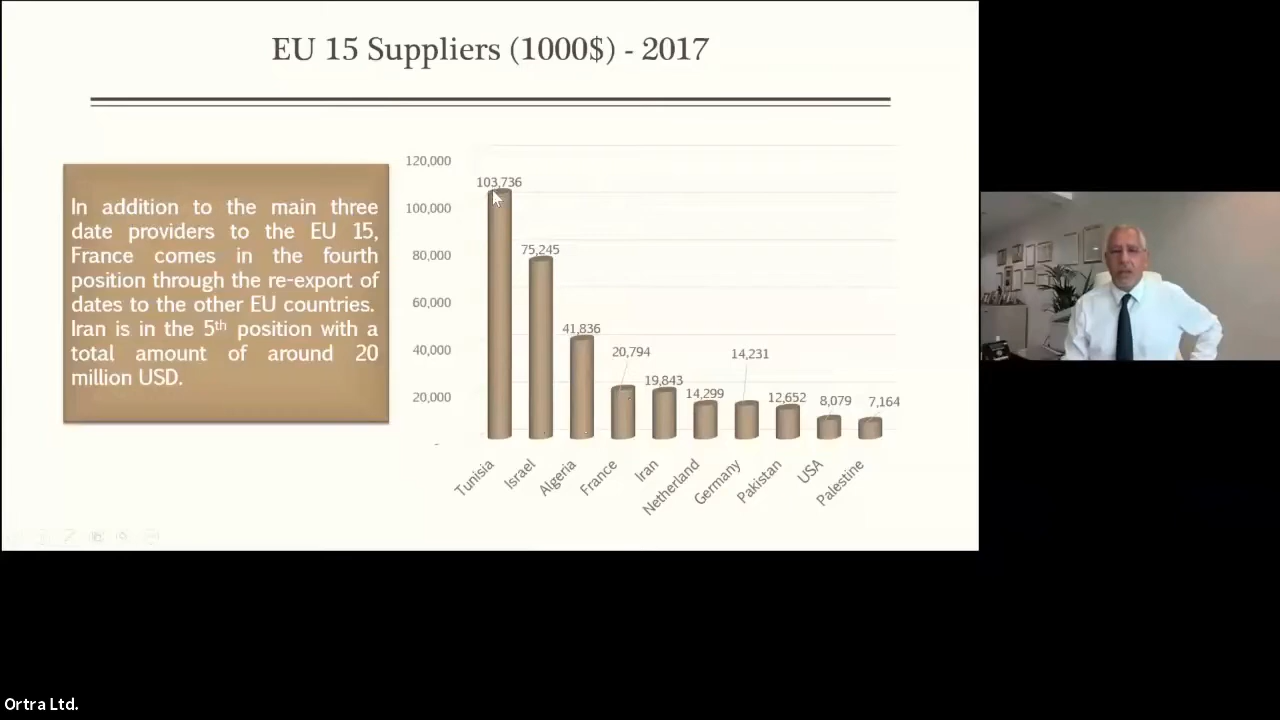 EU 15 Suppliers (1000$) - 2017
In addition to the main three
date providers to the EU 15,
France comes in the fourth
position through the re-export of
dates to the other EU countries.
Iran is in the 5th position with a
total amount of around 20
million USD.
120,000
100,000
80,000
60,000
40,000
20,000
-
103,736
75,245
41,836
20,794
19,843
14,299
14,231
12,652
8,079
7,164
Tunisia
Israel
Algeria
France
Iran
Netherland
Germany
Pakistan
USA
Palestine
Ortra Ltd.